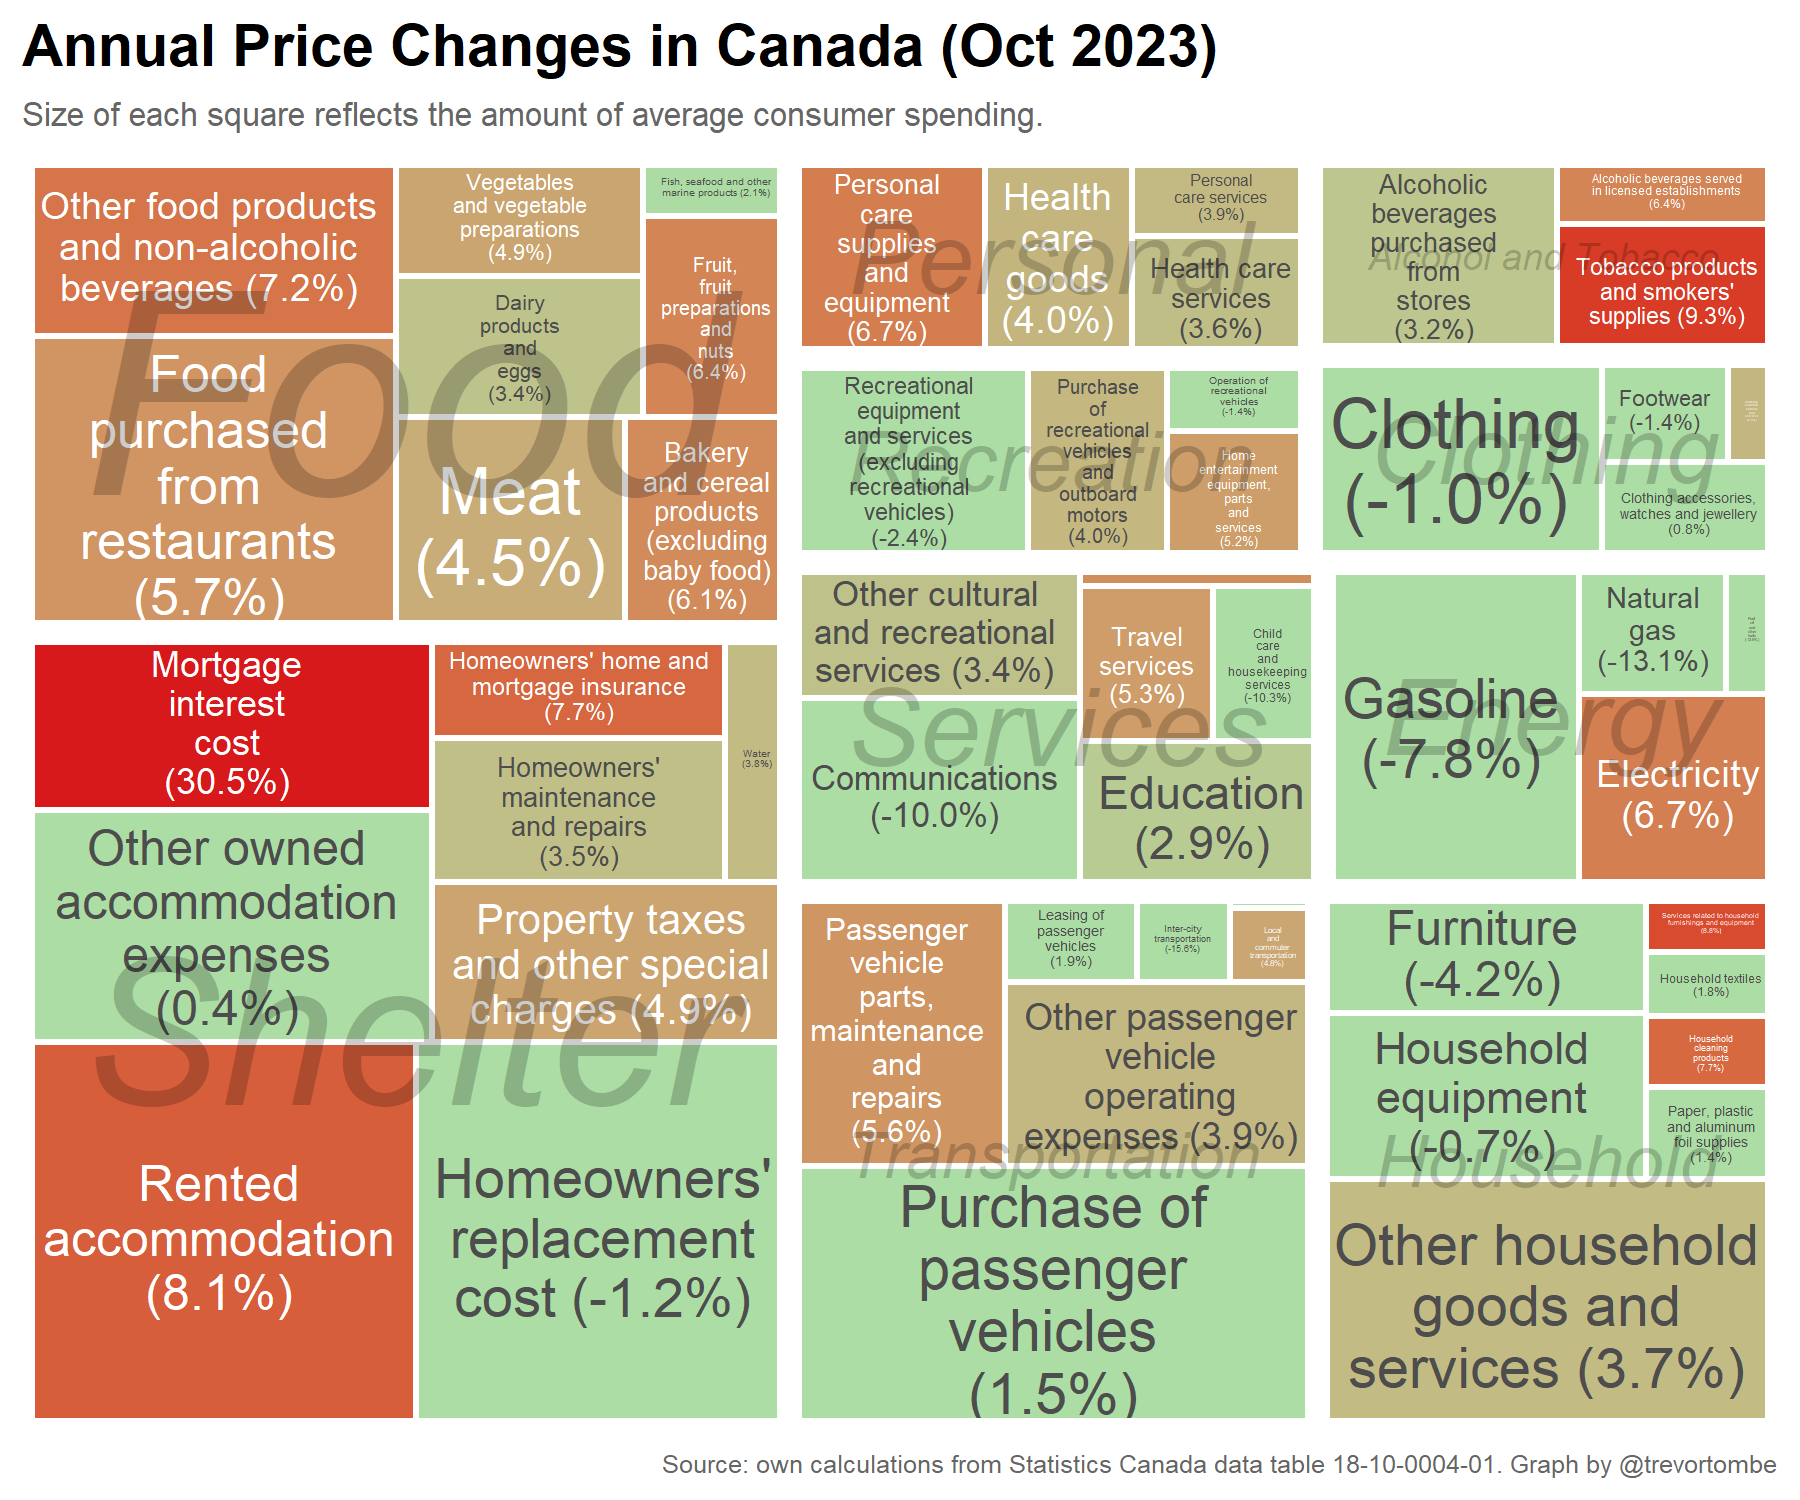 Annual Price Changes in Canada (Oct 2023)
Size of each square reflects the amount of average consumer spending.
Other food products
and non-alcoholic
beverages (7.2%)
Food
purchased
from
restaurants
(5.7%)
Vegetables
and vegetable
preparations
(4.9%)
Dairy
products
and
eggs
(3.4%)
Fish, seafood and other
marine products (2.1%)
Fruit,
fruit
preparations
and
nuts
(6.4%)
Meat
(4.5%)
Bakery
and cereal
products
(excluding
baby food)
(6.1%)
Food
Personal
care
supplies
and
equipment
(6.7%)
Health
care
goods
(4.0%)
Personal
care services
(3.9%)
Health care
services
(3.6%)
Personal
Alcoholic
beverages
purchased
from
stores
(3.2%)
Alcoholic beverages served
in licensed establishments
(6.4%)
Tobacco products
and smokers'
supplies (9.3%)
Alcohol and Tobacco
Recreational
equipment
and services
(excluding
recreational
vehicles)
(-2.4%)
Purchase
of
recreational
vehicles
and
outboard
motors
(4.0%)
Operation of
recreational
vehicles
(-1.4%)
Home
entertainment
equipment,
parts
and
services
(5.2%)
Recreation
Clothing
(-1.0%)
Footwear
(-1.4%)
Clothing accessories,
watches and jewellery
(0.8%)
Clothing
Mortgage
interest
cost
(30.5%)
Homeowners' home and
mortgage insurance
(7.7%)
Homeowners'
maintenance
and repairs
(3.5%)
Water
(3.8%)
Other owned
accommodation
expenses
(0.4%)
Property taxes
and other special
charges (4.9%)
Rented
accommodation
(8.1%)
Homeowners'
replacement
cost (-1.2%)
Shelter
Other cultural
and recreational
services (3.4%)
Travel
services
(5.3%)
Child
care
and
housekeeping
services
(-10.3%)
Communications
(-10.0%)
Education
(2.9%)
Services
Gasoline
(-7.8%)
Natural
gas
(-13.1%)
Electricity
(6.7%)
Energy
Passenger
vehicle
parts,
maintenance
and
repairs
(5.6%)
Leasing of
passenger
vehicles
(1.9%)
Inter-city
transportation
(-15.6%)
Local
and
commuter
transportation
(4.8%)
Other passenger
vehicle
operating
expenses (3.9%)
Purchase of
passenger
vehicles
(1.5%)
Transportation
Furniture
(-4.2%)
Services related to household
furnishings and equipment
(8.8%)
Household textiles
(1.8%)
Household
equipment
(-0.7%)
Household
cleaning
products
(7.7%)
Paper, plastic
and aluminum
foil supplies
(1.4%)
Other household
goods and
services (3.7%)
Household
Source: own calculations from Statistics Canada data table 18-10-0004-01. Graph by @trevortombe